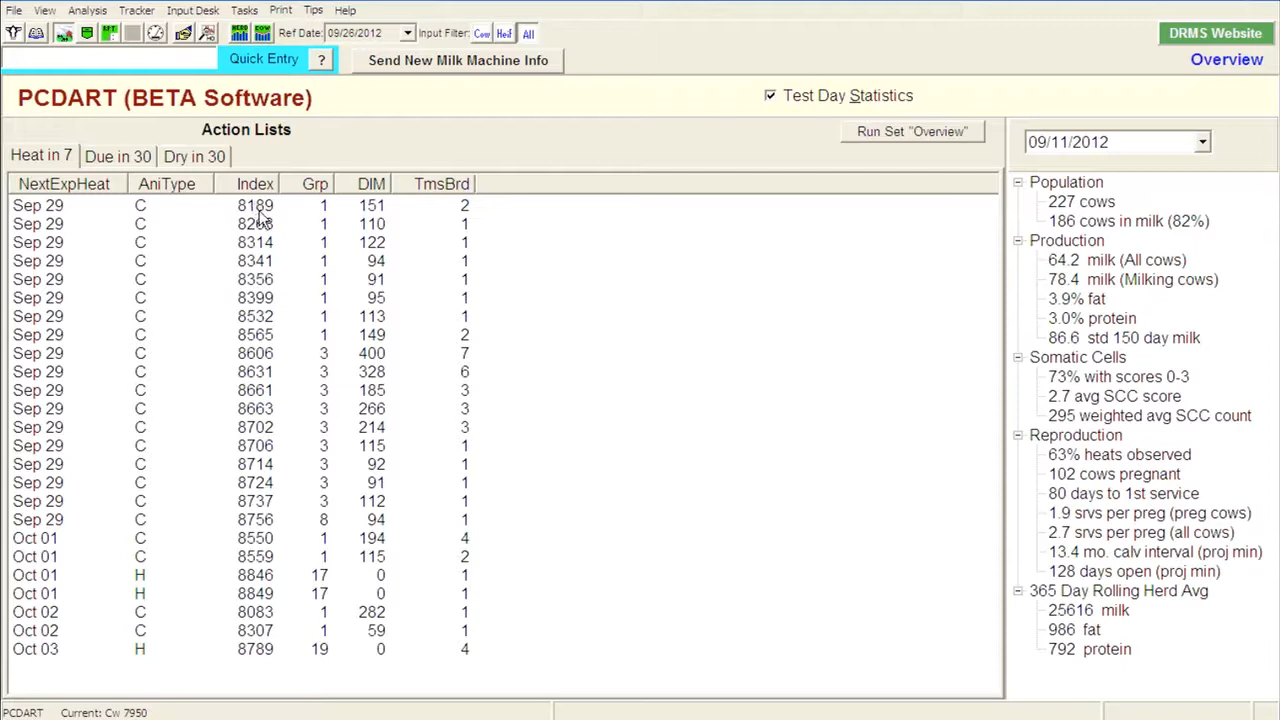 File View Analysis Tracker Input Desk Tasks Print Tips Help
Ref Date: 09/26/2012 Input Filter: Cow Heif All
DRMS Website
Quick Entry ? Send New Milk Machine Info
Overview
PCDART (BETA Software)
Test Day Statistics
Action Lists
Run Set "Overview"
09/11/2012
Heat in 7 Due in 30 Dry in 30
NextExpHeat AniType Index Grp DIM TmsBrd
Sep 29 C 8189 1 151 2
Sep 29 C 1 110 1
Sep 29 C 8314 1 122 1
Sep 29 C 8341 1 94 1
Sep 29 C 8356 1 91 1
Sep 29 C 8399 1 95 1
Sep 29 C 8532 1 113 1
Sep 29 C 8565 1 149 2
Sep 29 C 8606 3 400 7
Sep 29 C 8631 3 328 6
Sep 29 C 8661 3 185 3
Sep 29 C 8663 3 266 3
Sep 29 C 8702 3 214 3
Sep 29 C 8706 3 115 1
Sep 29 C 8714 3 92 1
Sep 29 C 8724 3 91 1
Sep 29 C 8737 3 112 1
Sep 29 C 8756 8 94 1
Oct 01 C 8550 1 194 4
Oct 01 C 8559 1 115 2
Oct 01 H 8846 17 0 1
Oct 01 H 8849 17 0 1
Oct 02 C 8083 1 282 1
Oct 02 C 8307 1 59 1
Oct 03 H 8789 19 0 4
Population
227 cows
186 cows in milk (82%)
Production
64.2 milk (All cows)
78.4 milk (Milking cows)
3.9% fat
3.0% protein
86.6 std 150 day milk
Somatic Cells
73% with scores 0-3
2.7 avg SCC score
295 weighted avg SCC count
Reproduction
63% heats observed
102 cows pregnant
80 days to 1st service
1.9 srvs per preg (preg cows)
2.7 srvs per preg (all cows)
13.4 mo. calv interval (proj min)
128 days open (proj min)
365 Day Rolling Herd Avg
25616 milk
986 fat
792 protein
PCDART Current: Cw 7950